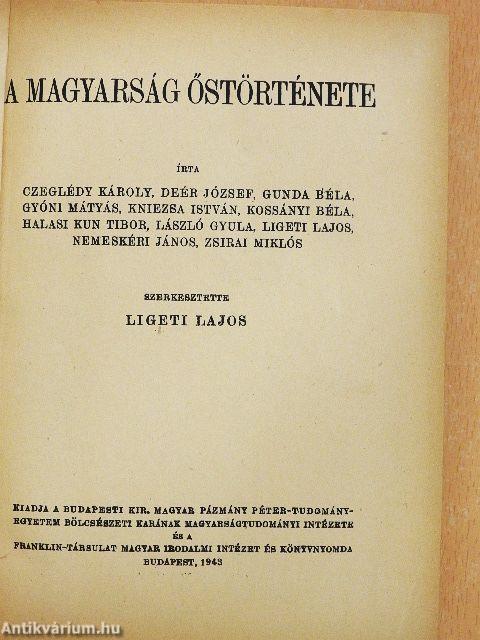 A MAGYARSÁG ŐSTÖRTÉNETE
ÍRTA
CZEGLÉDY KÁROLY, DEÉR JÓZSEF, GUNDA BÉLA,
GYÓNI MÁTYÁS, KNIEZSA ISTVÁN, KOSSÁNYI BÉLA,
HALASI KUN TIBOR, LÁSZLÓ GYULA, LIGETI LAJOS,
NEMESKÉRI JÁNOS, ZSIRAI MIKLÓS
SZERKESZTETTE
LIGETI LAJOS
KIADJA A BUDAPESTI KIR. MAGYAR PÁZMÁNY PÉTER-TUDOMÁNY-
EGYETEM BÖLCSÉSZETI KARÁNAK MAGYARSÁGTUDOMÁNYI INTÉZETE
ÉS A
FRANKLIN-TÁRSULAT MAGYAR IRODALMI INTÉZET ÉS KÖNYVNYOMDA
BUDAPEST, 1943
Antikvárium.hu